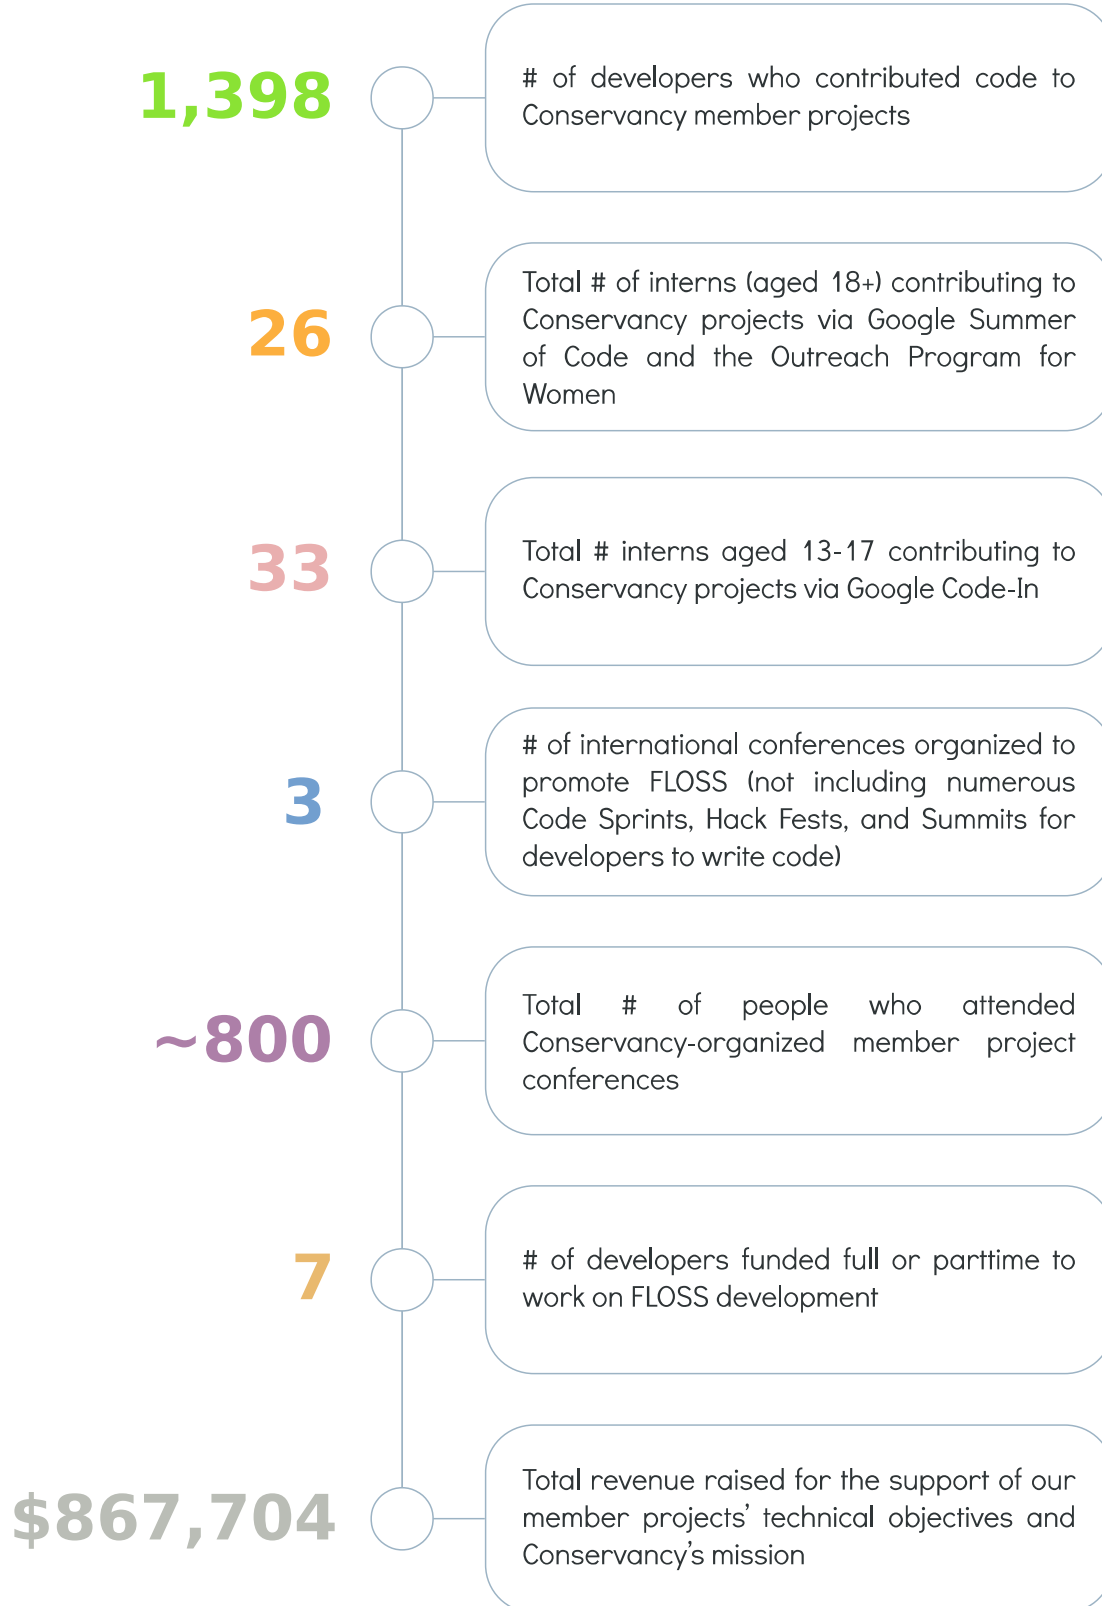 1,398
# of developers who contributed code to
Conservancy member projects
26
Total # of interns (aged 18+) contributing to
Conservancy projects via Google Summer
of Code and the Outreach Program for
Women
33
Total # interns aged 13-17 contributing to
Conservancy projects via Google Code-In
3
# of international conferences organized to
promote FLOSS (not including numerous
Code Sprints, Hack Fests, and Summits for
developers to write code)
~800
Total # of people who attended
Conservancy-organized member project
conferences
7
# of developers funded full or parttime to
work on FLOSS development
$867,704
Total revenue raised for the support of our
member projects’ technical objectives and
Conservancy’s mission